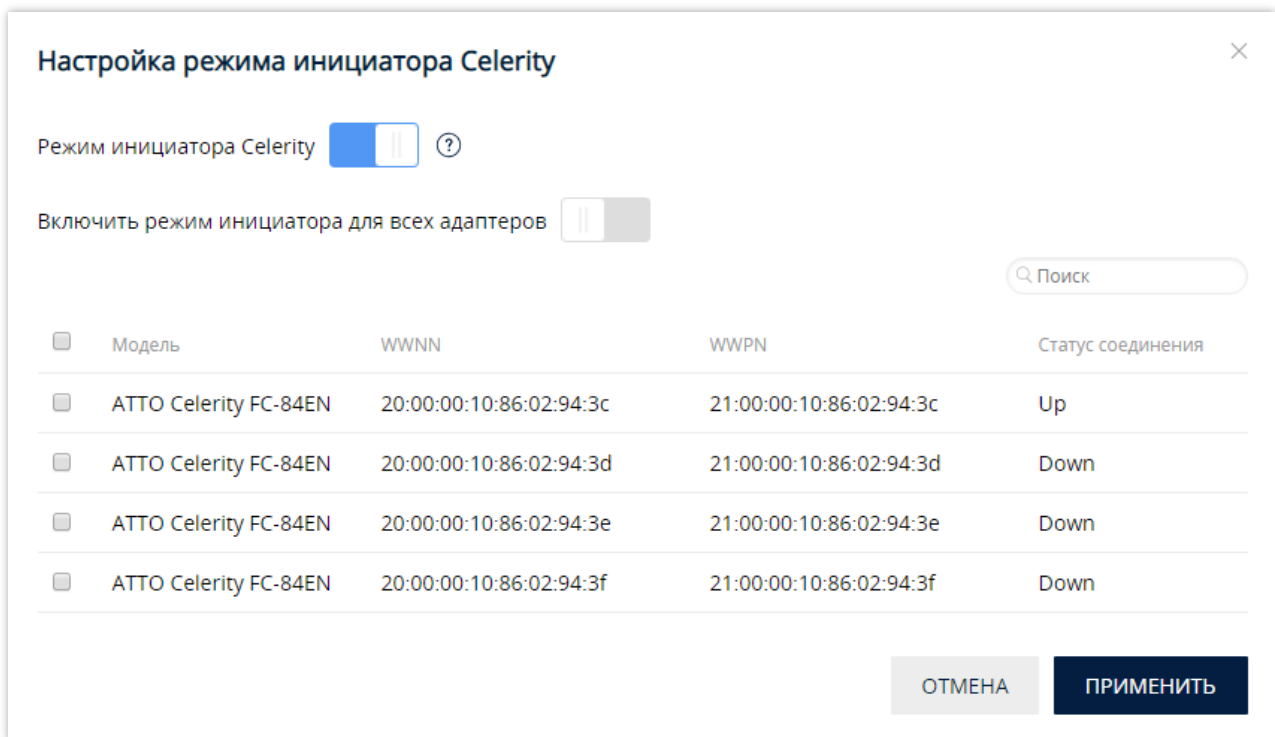 Настройка режима инициатора Celerity
Режим инициатора Celerity ?
Включить режим инициатора для всех адаптеров
Поиск
Модель WWNN WWPN Статус соединения
ATTO Celerity FC-84EN 20:00:00:10:86:02:94:3c 21:00:00:10:86:02:94:3c Up
ATTO Celerity FC-84EN 20:00:00:10:86:02:94:3d 21:00:00:10:86:02:94:3d Down
ATTO Celerity FC-84EN 20:00:00:10:86:02:94:3e 21:00:00:10:86:02:94:3e Down
ATTO Celerity FC-84EN 20:00:00:10:86:02:94:3f 21:00:00:10:86:02:94:3f Down
ОТМЕНА ПРИМЕНИТЬ